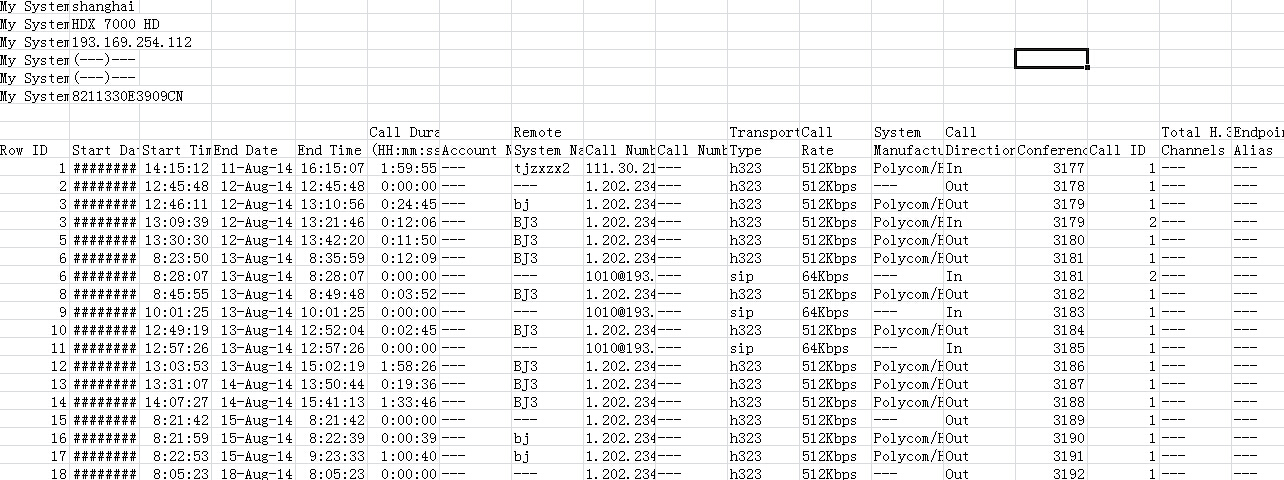 My System shanghai
My System HDX 7000 HD
My System 193.169.254.112
My System (---)---
My System (---)---
My System 8211330E3909CN
Call Dura Remote Transport Call System Call Total H.3 Endpoin
Row ID Start Da Start Tim End Date End Time (HH:mm:ss Account N System Na Call Numb Call Numb Type Rate Manufactu Direction Conferenc Call ID Channels Alias
1 ######## 14:15:12 11-Aug-14 16:15:07 1:59:55 --- tjzxzx2 111.30.21 --- h323 512Kbps Polycom/H In 3177 1 --- ---
2 ######## 12:45:48 12-Aug-14 12:45:48 0:00:00 --- --- 1.202.234 --- h323 512Kbps --- Out 3178 1 --- ---
3 ######## 12:46:11 12-Aug-14 13:10:56 0:24:45 --- bj 1.202.234 --- h323 512Kbps Polycom/H Out 3179 1 --- ---
3 ######## 13:09:39 12-Aug-14 13:21:46 0:12:06 --- BJ3 1.202.234 --- h323 512Kbps Polycom/H In 3179 2 --- ---
5 ######## 13:30:30 12-Aug-14 13:42:20 0:11:50 --- BJ3 1.202.234 --- h323 512Kbps Polycom/H Out 3180 1 --- ---
6 ######## 8:23:50 13-Aug-14 8:35:59 0:12:09 --- BJ3 1.202.234 --- h323 512Kbps Polycom/H Out 3181 1 --- ---
6 ######## 8:28:07 13-Aug-14 8:28:07 0:00:00 --- --- 1010@193. --- sip 64Kbps --- In 3181 2 --- ---
8 ######## 8:45:55 13-Aug-14 8:49:48 0:03:52 --- BJ3 1.202.234 --- h323 512Kbps Polycom/H Out 3182 1 --- ---
9 ######## 10:01:25 13-Aug-14 10:01:25 0:00:00 --- --- 1010@193. --- sip 64Kbps --- In 3183 1 --- ---
10 ######## 12:49:19 13-Aug-14 12:52:04 0:02:45 --- BJ3 1.202.234 --- h323 512Kbps Polycom/H Out 3184 1 --- ---
11 ######## 12:57:26 13-Aug-14 12:57:26 0:00:00 --- --- 1010@193. --- sip 64Kbps --- In 3185 1 --- ---
12 ######## 13:03:53 13-Aug-14 15:02:19 1:58:26 --- BJ3 1.202.234 --- h323 512Kbps Polycom/H Out 3186 1 --- ---
13 ######## 13:31:07 14-Aug-14 13:50:44 0:19:36 --- BJ3 1.202.234 --- h323 512Kbps Polycom/H Out 3187 1 --- ---
14 ######## 14:07:27 14-Aug-14 15:41:13 1:33:46 --- BJ3 1.202.234 --- h323 512Kbps Polycom/H Out 3188 1 --- ---
15 ######## 8:21:42 15-Aug-14 8:21:42 0:00:00 --- --- 1.202.234 --- h323 512Kbps --- Out 3189 1 --- ---
16 ######## 8:21:59 15-Aug-14 8:22:39 0:00:39 --- bj 1.202.234 --- h323 512Kbps Polycom/H Out 3190 1 --- ---
17 ######## 8:22:53 15-Aug-14 9:23:33 1:00:40 --- bj 1.202.234 --- h323 512Kbps Polycom/H Out 3191 1 --- ---
18 ######## 8:05:23 18-Aug-14 8:05:23 0:00:00 --- --- 1.202.234 --- h323 512Kbps --- Out 3192 1 --- ---